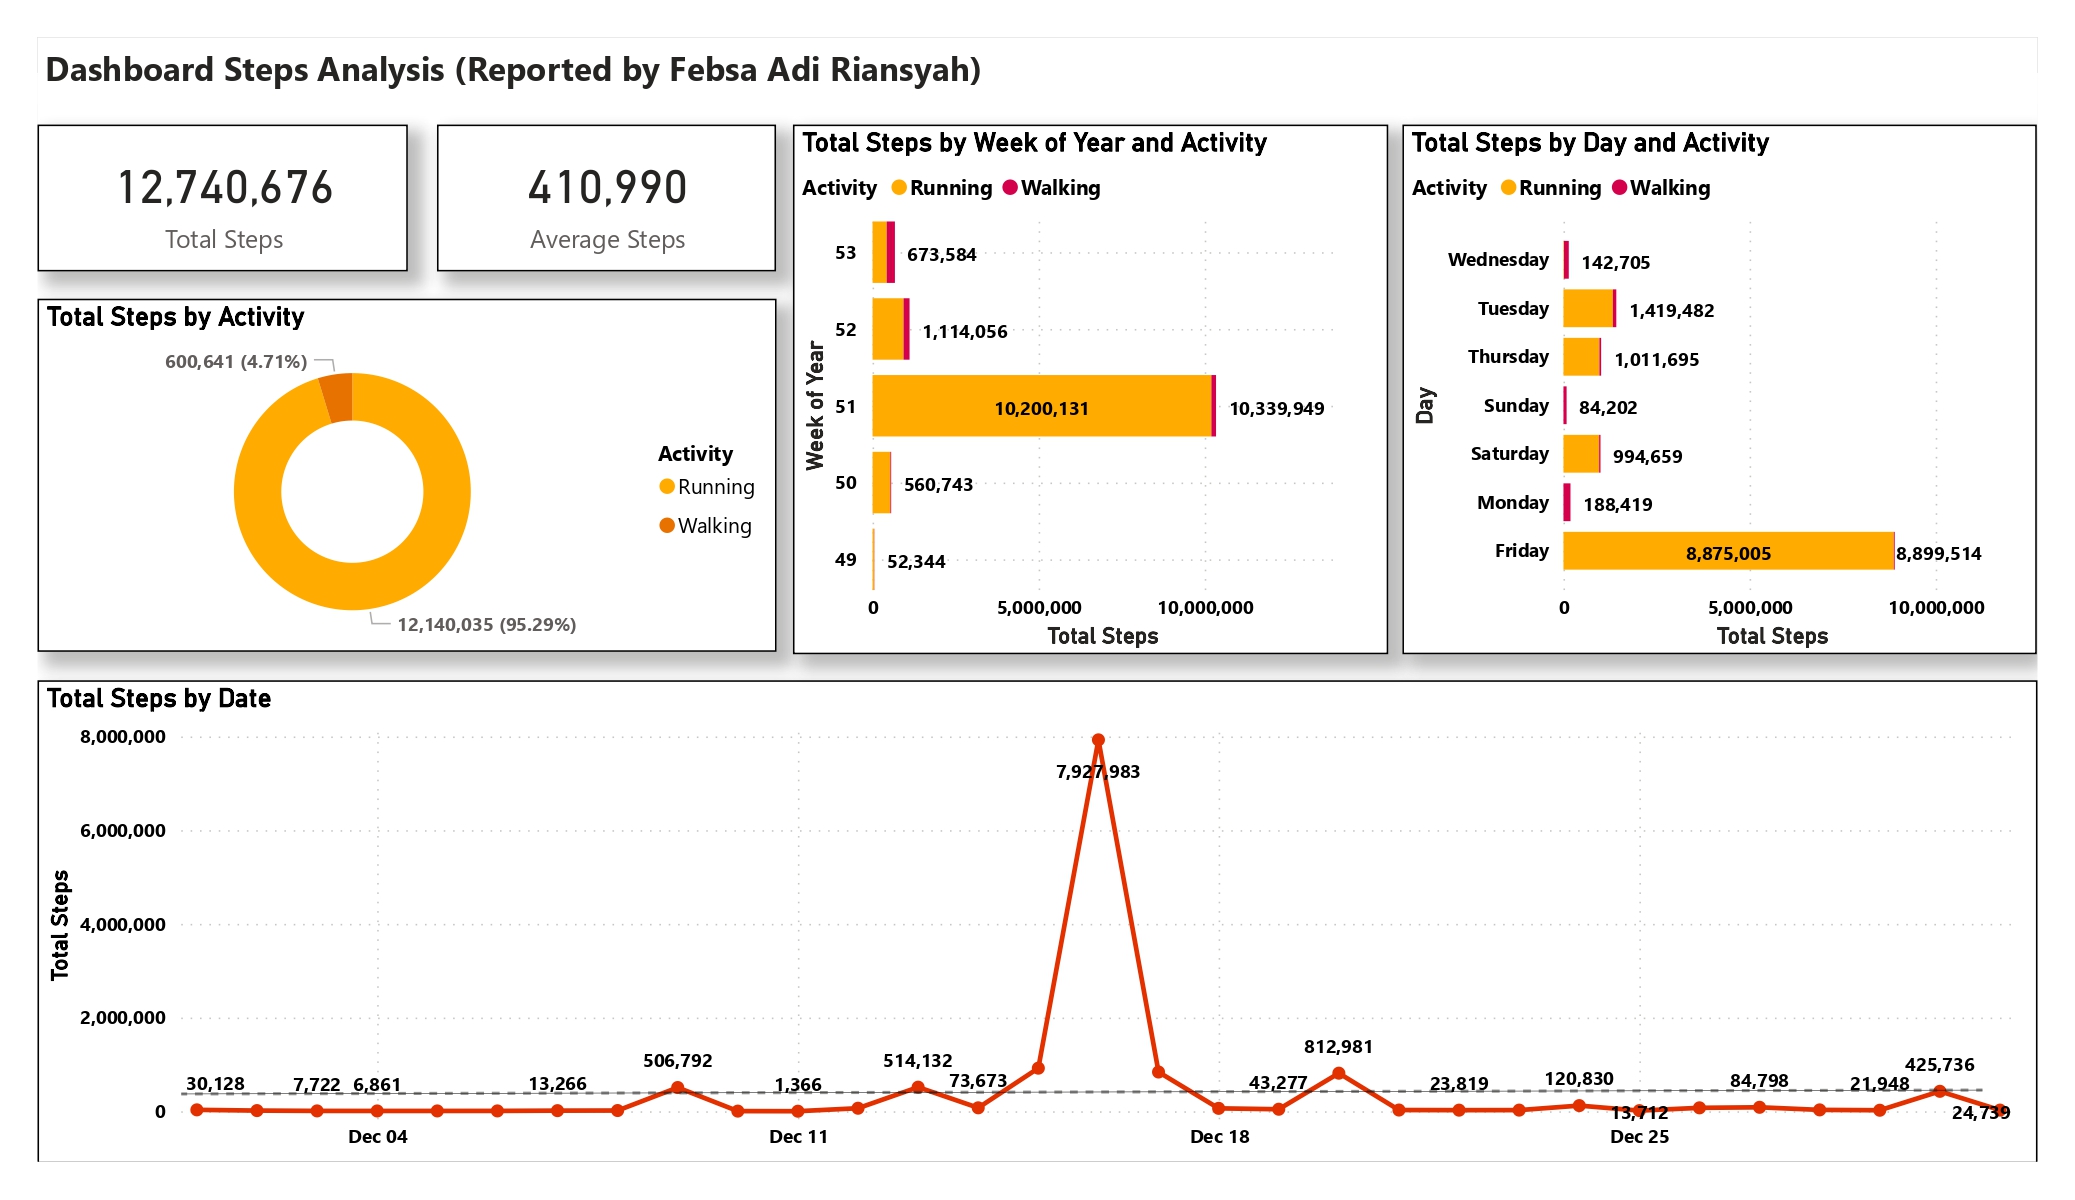 Dashboard Steps Analysis (Reported by Febsa Adi Riansyah)
12,740,676
Total Steps
410,990
Average Steps
Total Steps by Activity
600,641 (4.71%)
12,140,035 (95.29%)
Activity
Running
Walking
Total Steps by Week of Year and Activity
Activity Running Walking
Week of Year
53 673,584
52 1,114,056
51 10,200,131 10,339,949
50 560,743
49 52,344
0 5,000,000 10,000,000
Total Steps
Total Steps by Day and Activity
Activity Running Walking
Day
Wednesday 142,705
Tuesday 1,419,482
Thursday 1,011,695
Sunday 84,202
Saturday 994,659
Monday 188,419
Friday 8,875,005 8,899,514
0 5,000,000 10,000,000
Total Steps
Total Steps by Date
Total Steps
8,000,000
7,927,983
6,000,000
4,000,000
2,000,000
812,981
506,792 514,132 425,736
30,128 7,722 6,861 13,266 1,366 73,673 43,277 23,819 120,830 84,798 21,948
0 13,712 24,739
Dec 04 Dec 11 Dec 18 Dec 25